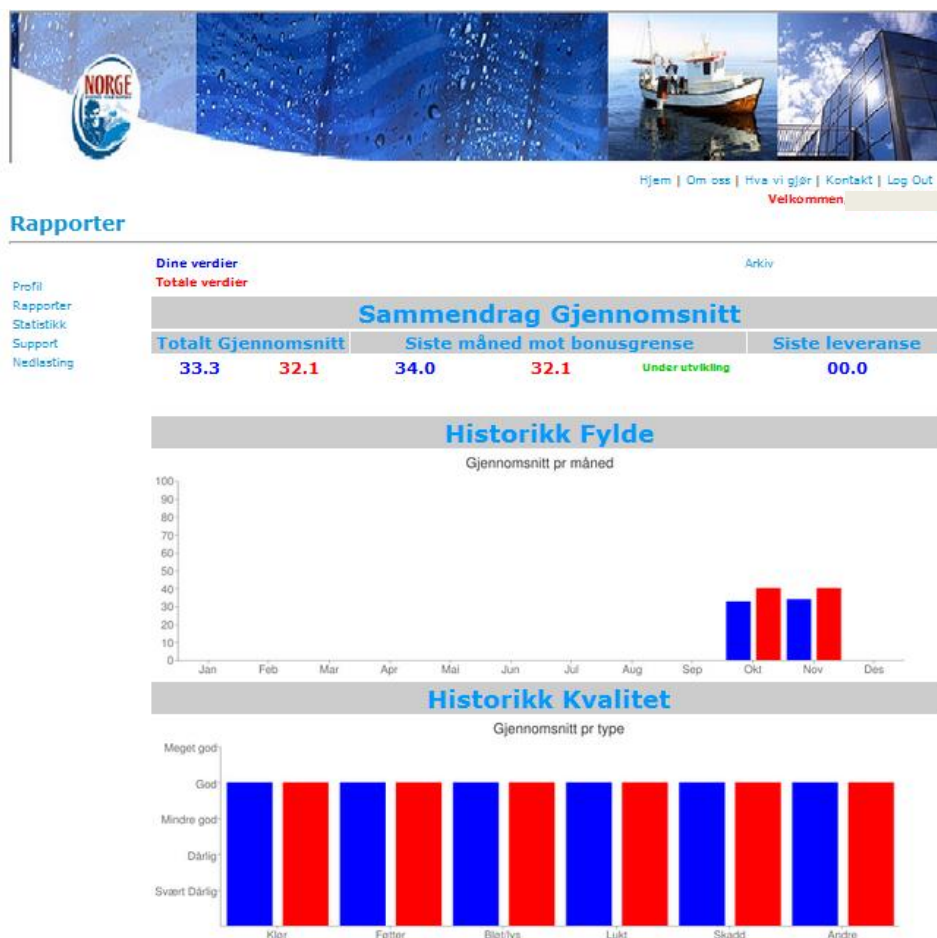 NORGE
Hjem | Om oss | Hva vi gjør | Kontakt | Log Out
Velkommen
Rapporter
Dine verdier
Arkiv
Totale verdier
Profil
Rapporter
Statistikk
Support
Nedlasting
Sammendrag Gjennomsnitt
Totalt Gjennomsnitt Siste måned mot bonusgrense Siste leveranse
33.3 32.1 34.0 32.1 Under utvikling 00.0
Historikk Fylde
Gjennomsnitt pr måned
100
90
80
70
60
50
40
30
20
10
0
Jan Feb Mar Apr Mai Jun Jul Aug Sep Okt Nov Des
Historikk Kvalitet
Gjennomsnitt pr type
Meget god
God
Mindre god
Dårlig
Svært Dårlig
Klør Føtter Bløt/lys Lukt Skadd Andre